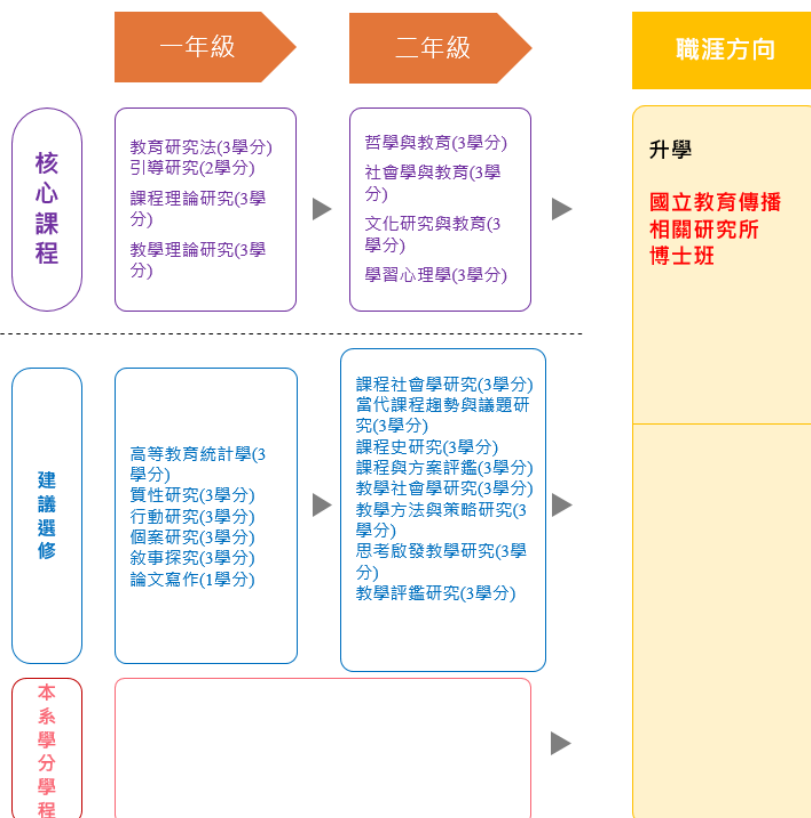 一年級
二年級
職涯方向
核心課程
教育研究法(3學分)
引導研究(2學分)
課程理論研究(3學
分)
教學理論研究(3學
分)
哲學與教育(3學分)
社會學與教育(3學
分)
文化研究與教育(3
學分)
學習心理學(3學分)
升學
國立教育傳播
相關研究所
博士班
建議選修
高等教育統計學(3
學分)
質性研究(3學分)
行動研究(3學分)
個案研究(3學分)
敘事探究(3學分)
論文寫作(1學分)
課程社會學研究(3學分)
當代課程趨勢與議題研
究(3學分)
課程史研究(3學分)
課程與方案評鑑(3學分)
教學社會學研究(3學分)
教學方法與策略研究(3
學分)
思考啟發教學研究(3學
分)
教學評鑑研究(3學分)
本系學分學程